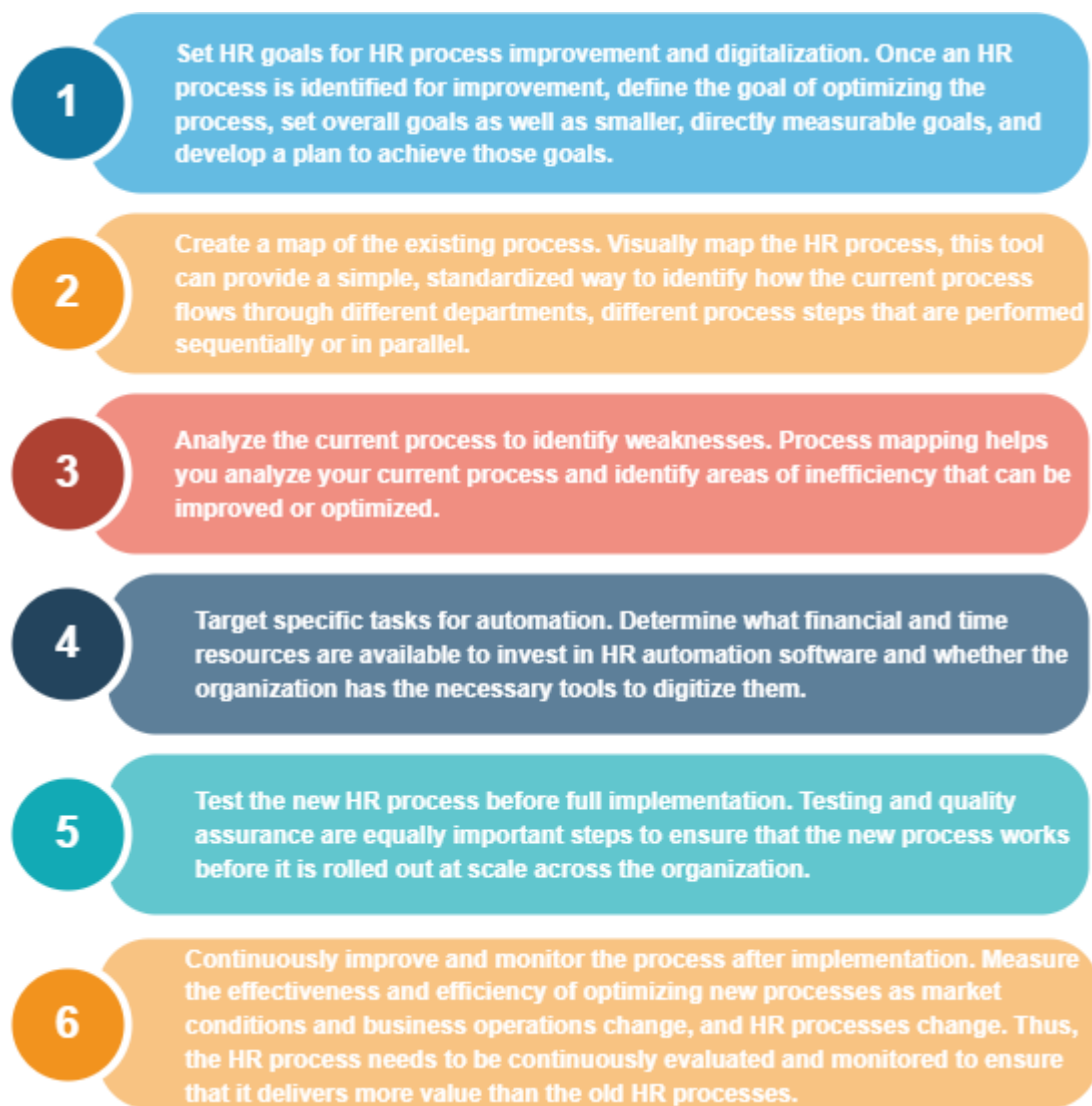 1
Set HR goals for HR process improvement and digitalization. Once an HR
process is identified for improvement, define the goal of optimizing the
process, set overall goals as well as smaller, directly measurable goals, and
develop a plan to achieve those goals.
2
Create a map of the existing process. Visually map the HR process, this tool
can provide a simple, standardized way to identify how the current process
flows through different departments, different process steps that are performed
sequentially or in parallel.
3
Analyze the current process to identify weaknesses. Process mapping helps
you analyze your current process and identify areas of inefficiency that can be
improved or optimized.
4
Target specific tasks for automation. Determine what financial and time
resources are available to invest in HR automation software and whether the
organization has the necessary tools to digitize them.
5
Test the new HR process before full implementation. Testing and quality
assurance are equally important steps to ensure that the new process works
before it is rolled out at scale across the organization.
6
Continuously improve and monitor the process after implementation. Measure
the effectiveness and efficiency of optimizing new processes as market
conditions and business operations change, and HR processes change. Thus,
the HR process needs to be continuously evaluated and monitored to ensure
that it delivers more value than the old HR processes.